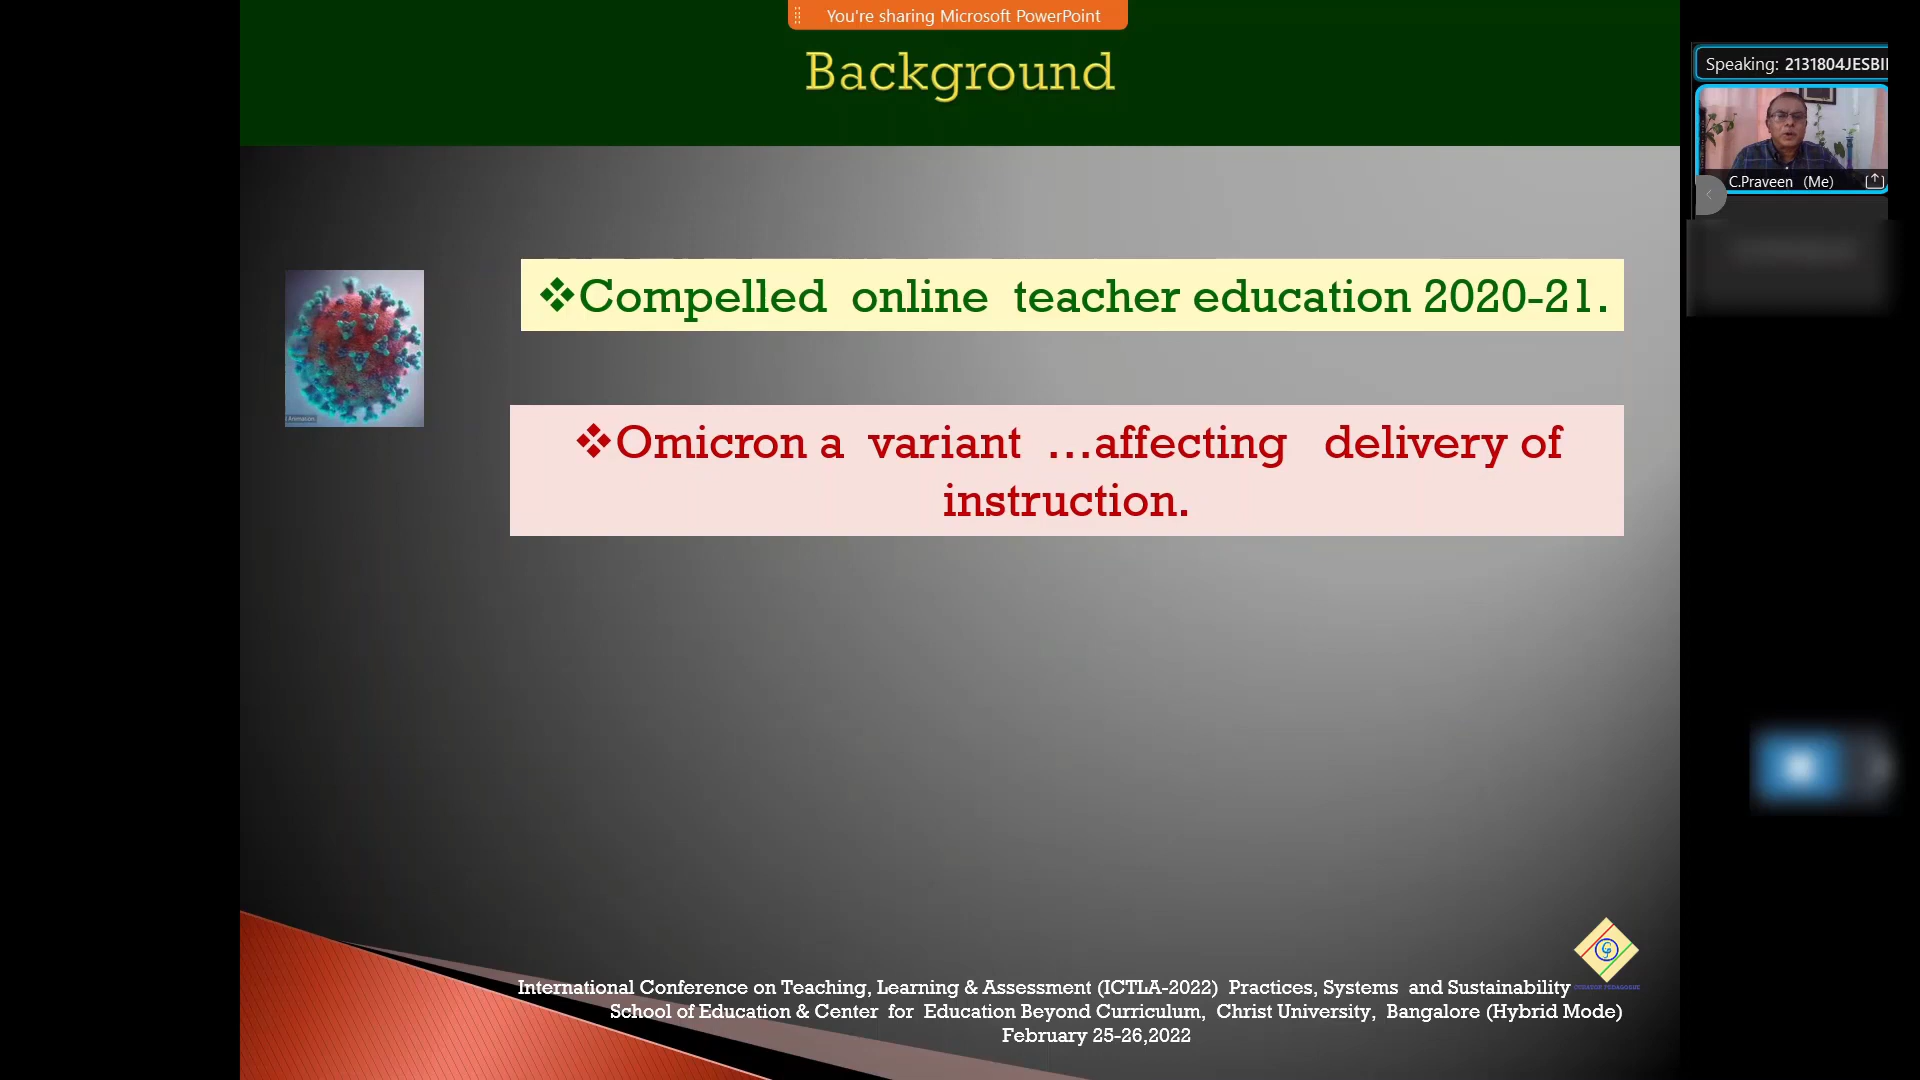 You're sharing Microsoft PowerPoint
Background
Speaking: 2131804JESBI
C.Praveen (Me)
❖Compelled online teacher education 2020-21.
❖Omicron a variant ...affecting delivery of
instruction.
International Conference on Teaching, Learning & Assessment (ICTLA-2022) Practices, Systems and Sustainability
School of Education & Center for Education Beyond Curriculum, Christ University, Bangalore (Hybrid Mode)
February 25-26,2022